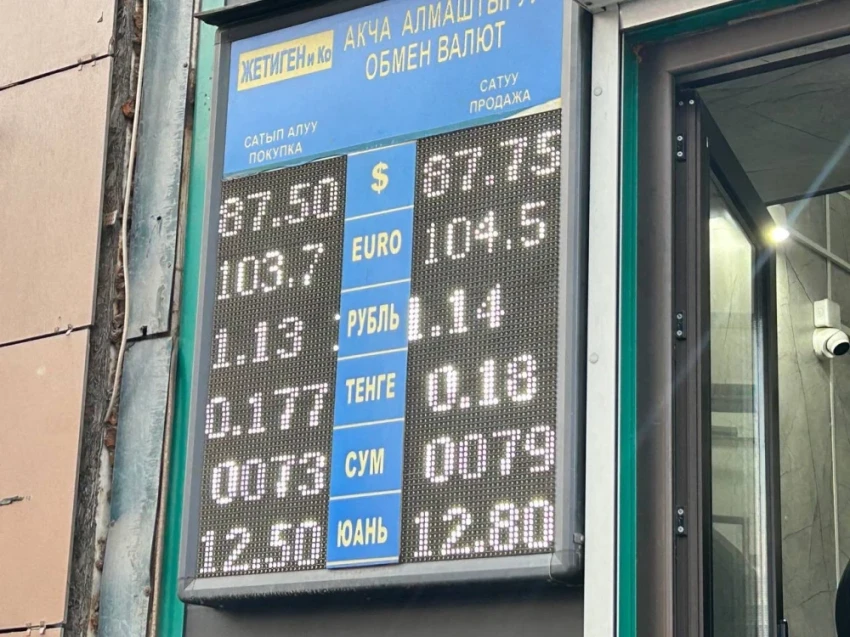 ЖЕТИГЕН и Ко
АКЧА АЛМАШТЫРУУ
ОБМЕН ВАЛЮТ
САТЫП АЛУУ
ПОКУПКА
САТУУ
ПРОДАЖА
87.50 $ 87.75
103.7 EURO 104.5
1.13 РУБЛЬ 1.14
0.177 ТЕНГЕ 0.18
0073 СУМ 0079
12.50 ЮАНЬ 12.80